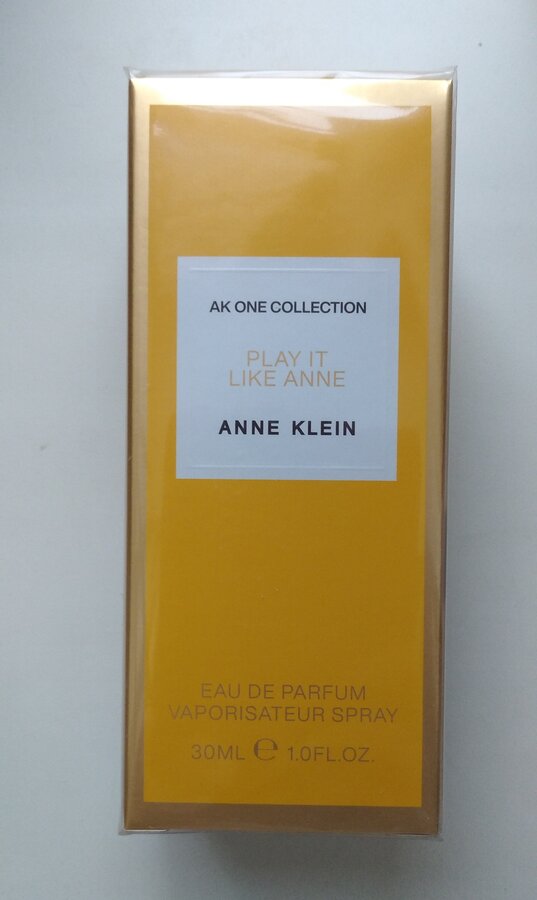 AK ONE COLLECTION
PLAY IT
LIKE ANNE
ANNE KLEIN
EAU DE PARFUM
VAPORISATEUR SPRAY
30ML ℮ 1.0FL.OZ.